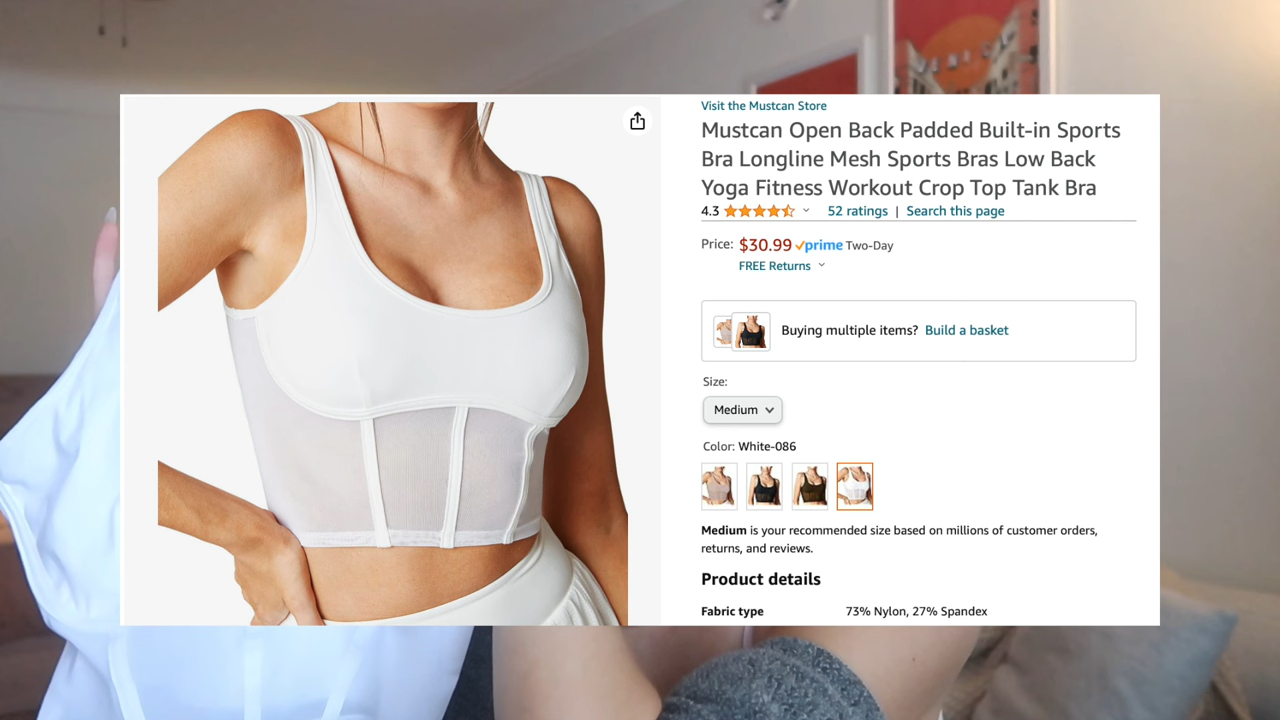 Visit the Mustcan Store
Mustcan Open Back Padded Built-in Sports
Bra Longline Mesh Sports Bras Low Back
Yoga Fitness Workout Crop Top Tank Bra
4.3 52 ratings | Search this page
Price: $30.99 prime Two-Day
FREE Returns
Buying multiple items? Build a basket
Size:
Medium
Color: White-086
Medium is your recommended size based on millions of customer orders,
returns, and reviews.
Product details
Fabric type 73% Nylon, 27% Spandex